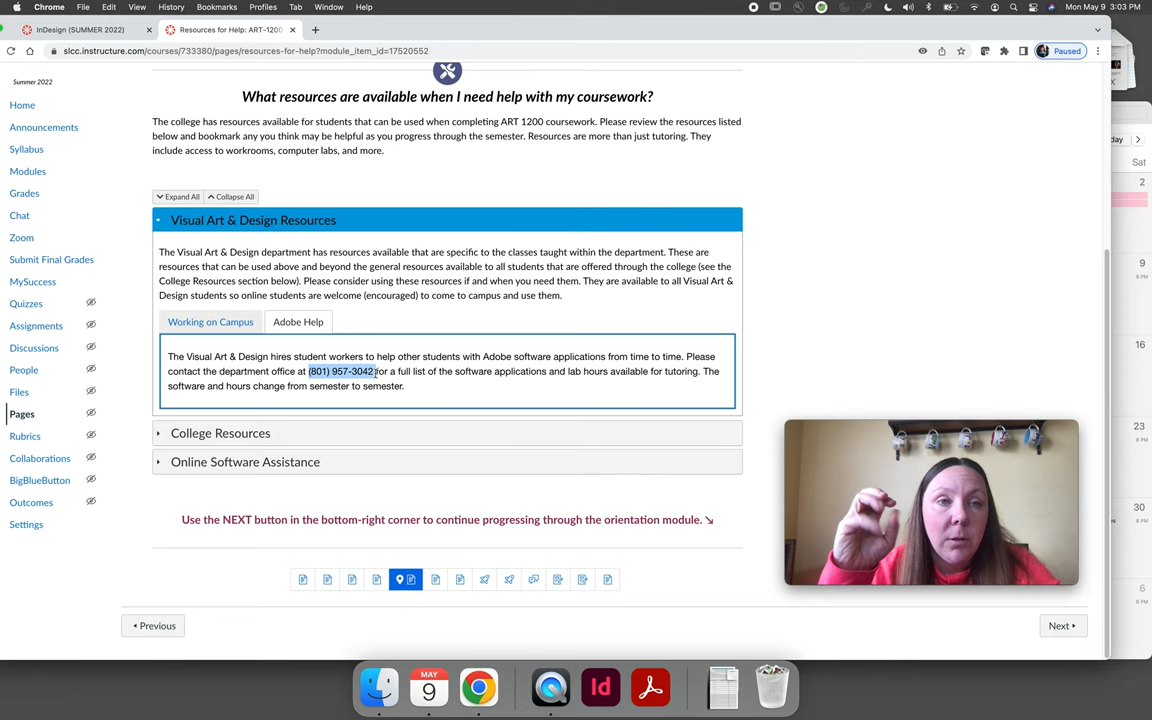 Chrome File Edit View History Bookmarks Profiles Tab Window Help Mon May 9 3:03 PM
InDesign (SUMMER 2022) Resources for Help: ART-1200
slcc.instructure.com/courses/733380/pages/resources-for-help?module_item_id=17520552 Paused
Summer 2022
Home
Announcements
Syllabus
Modules
Grades
Chat
Zoom
Submit Final Grades
MySuccess
Quizzes
Assignments
Discussions
People
Files
Pages
Rubrics
Collaborations
BigBlueButton
Outcomes
Settings
What resources are available when I need help with my coursework?
The college has resources available for students that can be used when completing ART 1200 coursework. Please review the resources listed
below and bookmark any you think may be helpful as you progress through the semester. Resources are more than just tutoring. They
include access to workrooms, computer labs, and more.
Expand All Collapse All
Visual Art & Design Resources
The Visual Art & Design department has resources available that are specific to the classes taught within the department. These are
resources that can be used above and beyond the general resources available to all students that are offered through the college (see the
College Resources section below). Please consider using these resources if and when you need them. They are available to all Visual Art &
Design students so online students are welcome (encouraged) to come to campus and use them.
Working on Campus Adobe Help
The Visual Art & Design hires student workers to help other students with Adobe software applications from time to time. Please
contact the department office at (801) 957-3042 for a full list of the software applications and lab hours available for tutoring. The
software and hours change from semester to semester.
College Resources
Online Software Assistance
Use the NEXT button in the bottom-right corner to continue progressing through the orientation module. ↘
Previous Next
day
Sat
2
9
8 PM
16
23
8 PM
30
8 PM
6
8 PM
MAY
9
Id